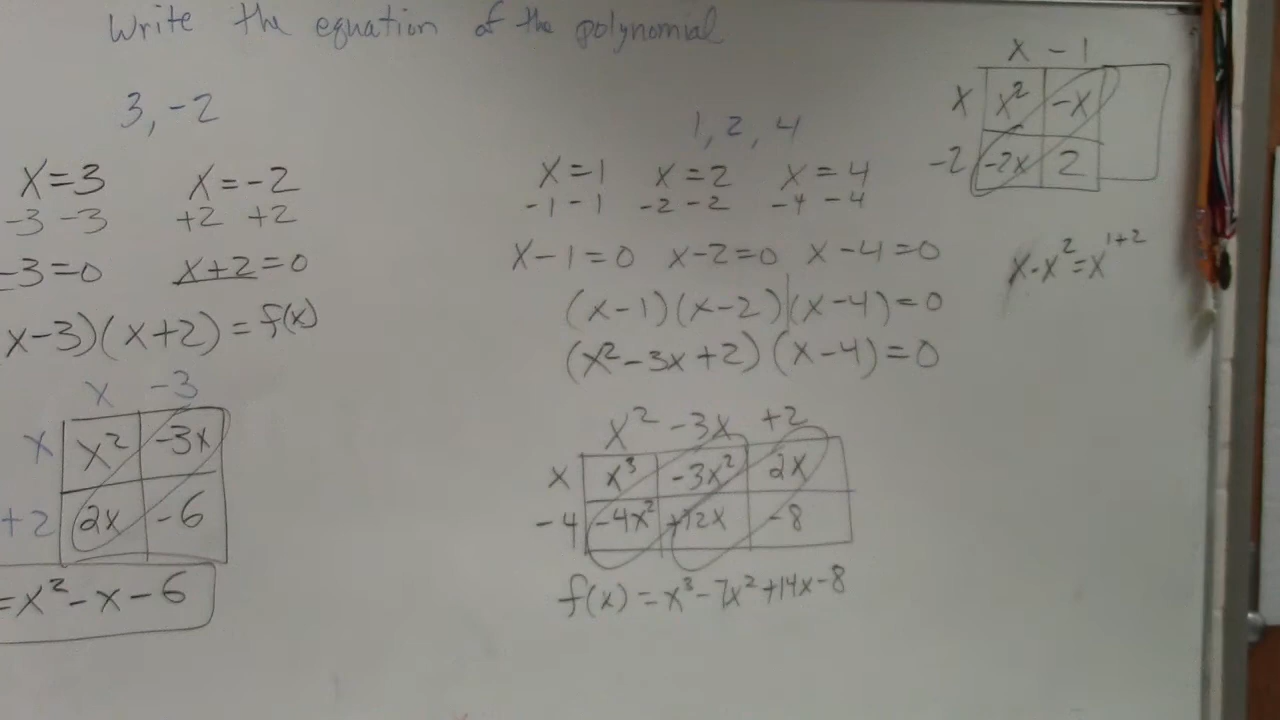 Write the equation of the polynomial
3, -2
x=3 x=-2
-3 -3 +2 +2
-3=0 x+2=0
x-3)(x+2)=f(x)
x -3
x x² -3x
+2 2x -6
=x²-x-6
1, 2, 4
x=1 x=2 x=4
-1 -1 -2 -2 -4 -4
x-1=0 x-2=0 x-4=0
(x-1)(x-2)(x-4)=0
(x²-3x+2)(x-4)=0
x² -3x +2
x x³ -3x² 2x
-4 -4x² +12x -8
f(x)=x³-7x²+14x-8
x -1
x x² -x
-2 -2x 2
x·x²=x¹⁺²